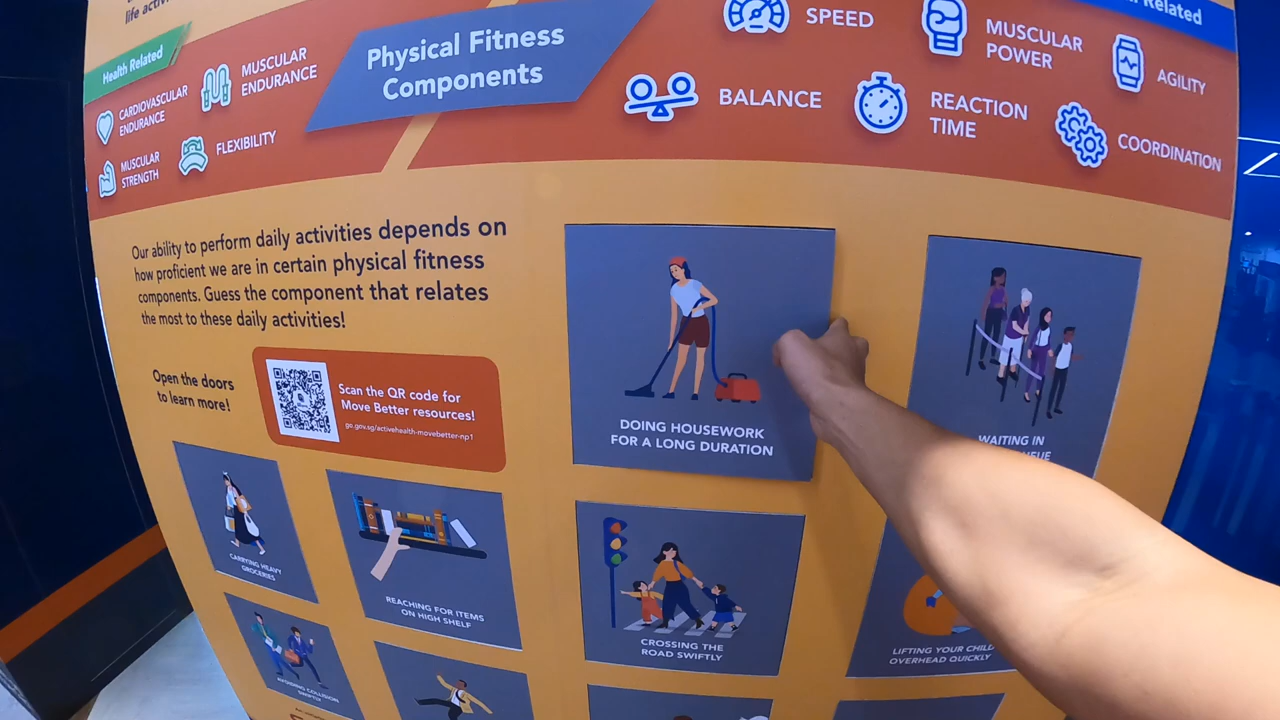 life activ
Health Related
CARDIOVASCULAR
ENDURANCE
MUSCULAR
ENDURANCE
MUSCULAR
STRENGTH
FLEXIBILITY
Physical Fitness
Components
Related
SPEED
MUSCULAR
POWER
AGILITY
BALANCE
REACTION
TIME
COORDINATION
Our ability to perform daily activities depends on
how proficient we are in certain physical fitness
components. Guess the component that relates
the most to these daily activities!
Open the doors
to learn more!
Scan the QR code for
Move Better resources!
go.gov.sg/activehealth-movebetter-np1
DOING HOUSEWORK
FOR A LONG DURATION
WAITING IN
CARRYING HEAVY
GROCERIES
REACHING FOR ITEMS
ON HIGH SHELF
CROSSING THE
ROAD SWIFTLY
LIFTING YOUR CHILD
OVERHEAD QUICKLY
AVOIDING COLLISION
SWIFTLY